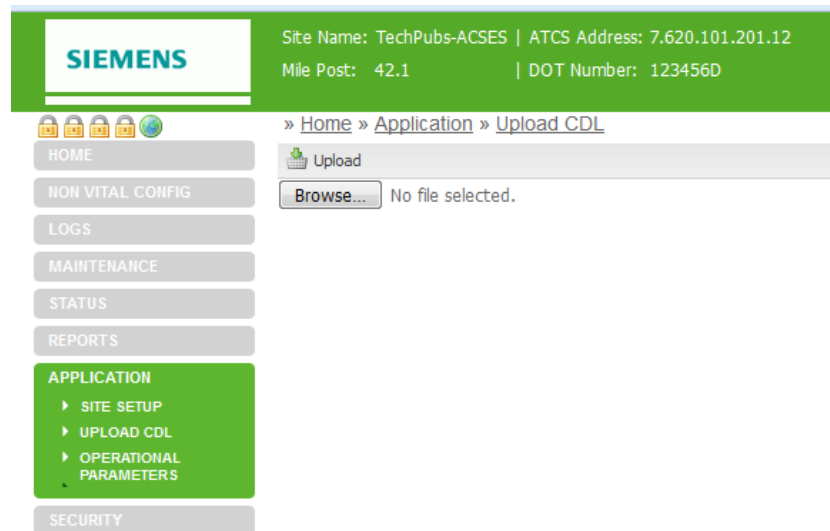 SIEMENS
Site Name: TechPubs-ACSES | ATCS Address: 7.620.101.201.12
Mile Post: 42.1 | DOT Number: 123456D
» Home » Application » Upload CDL
Upload
Browse... No file selected.
HOME
NON VITAL CONFIG
LOGS
MAINTENANCE
STATUS
REPORTS
APPLICATION
SITE SETUP
UPLOAD CDL
OPERATIONAL
PARAMETERS
SECURITY